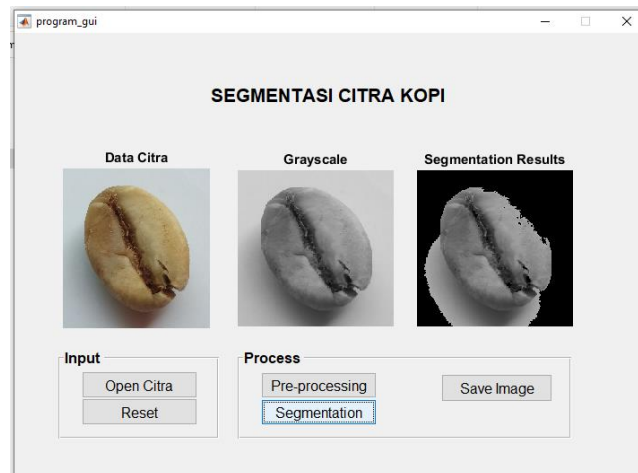 program_gui
SEGMENTASI CITRA KOPI
Data Citra
Grayscale
Segmentation Results
Input
Open Citra
Reset
Process
Pre-processing
Segmentation
Save Image